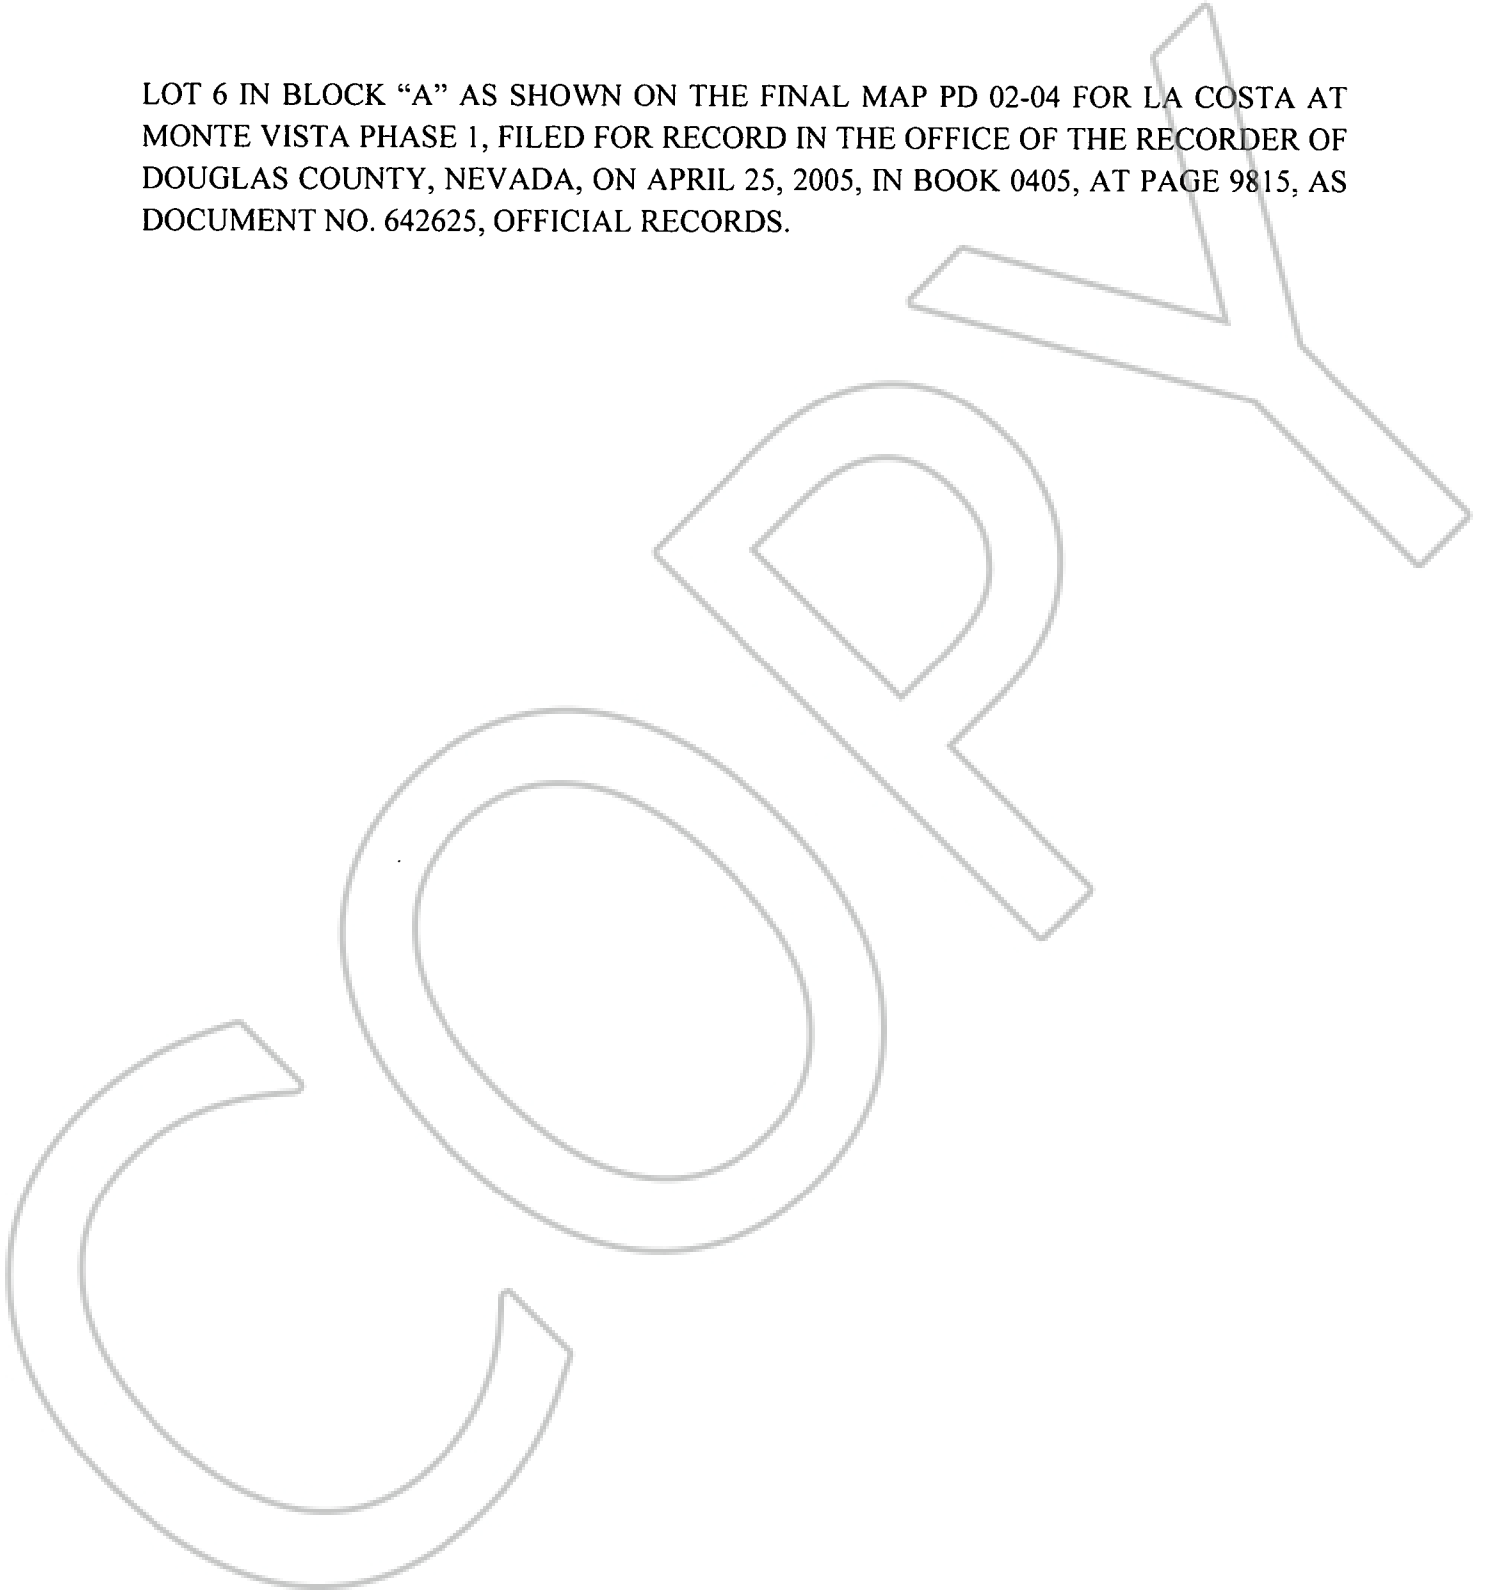 LOT 6 IN BLOCK “A” AS SHOWN ON THE FINAL MAP PD 02-04 FOR LA COSTA AT
MONTE VISTA PHASE 1, FILED FOR RECORD IN THE OFFICE OF THE RECORDER OF
DOUGLAS COUNTY, NEVADA, ON APRIL 25, 2005, IN BOOK 0405, AT PAGE 9815, AS
DOCUMENT NO. 642625, OFFICIAL RECORDS.
COPY